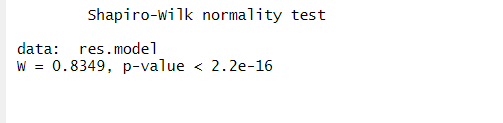 Shapiro-Wilk normality test
data:  res.model
W = 0.8349, p-value < 2.2e-16